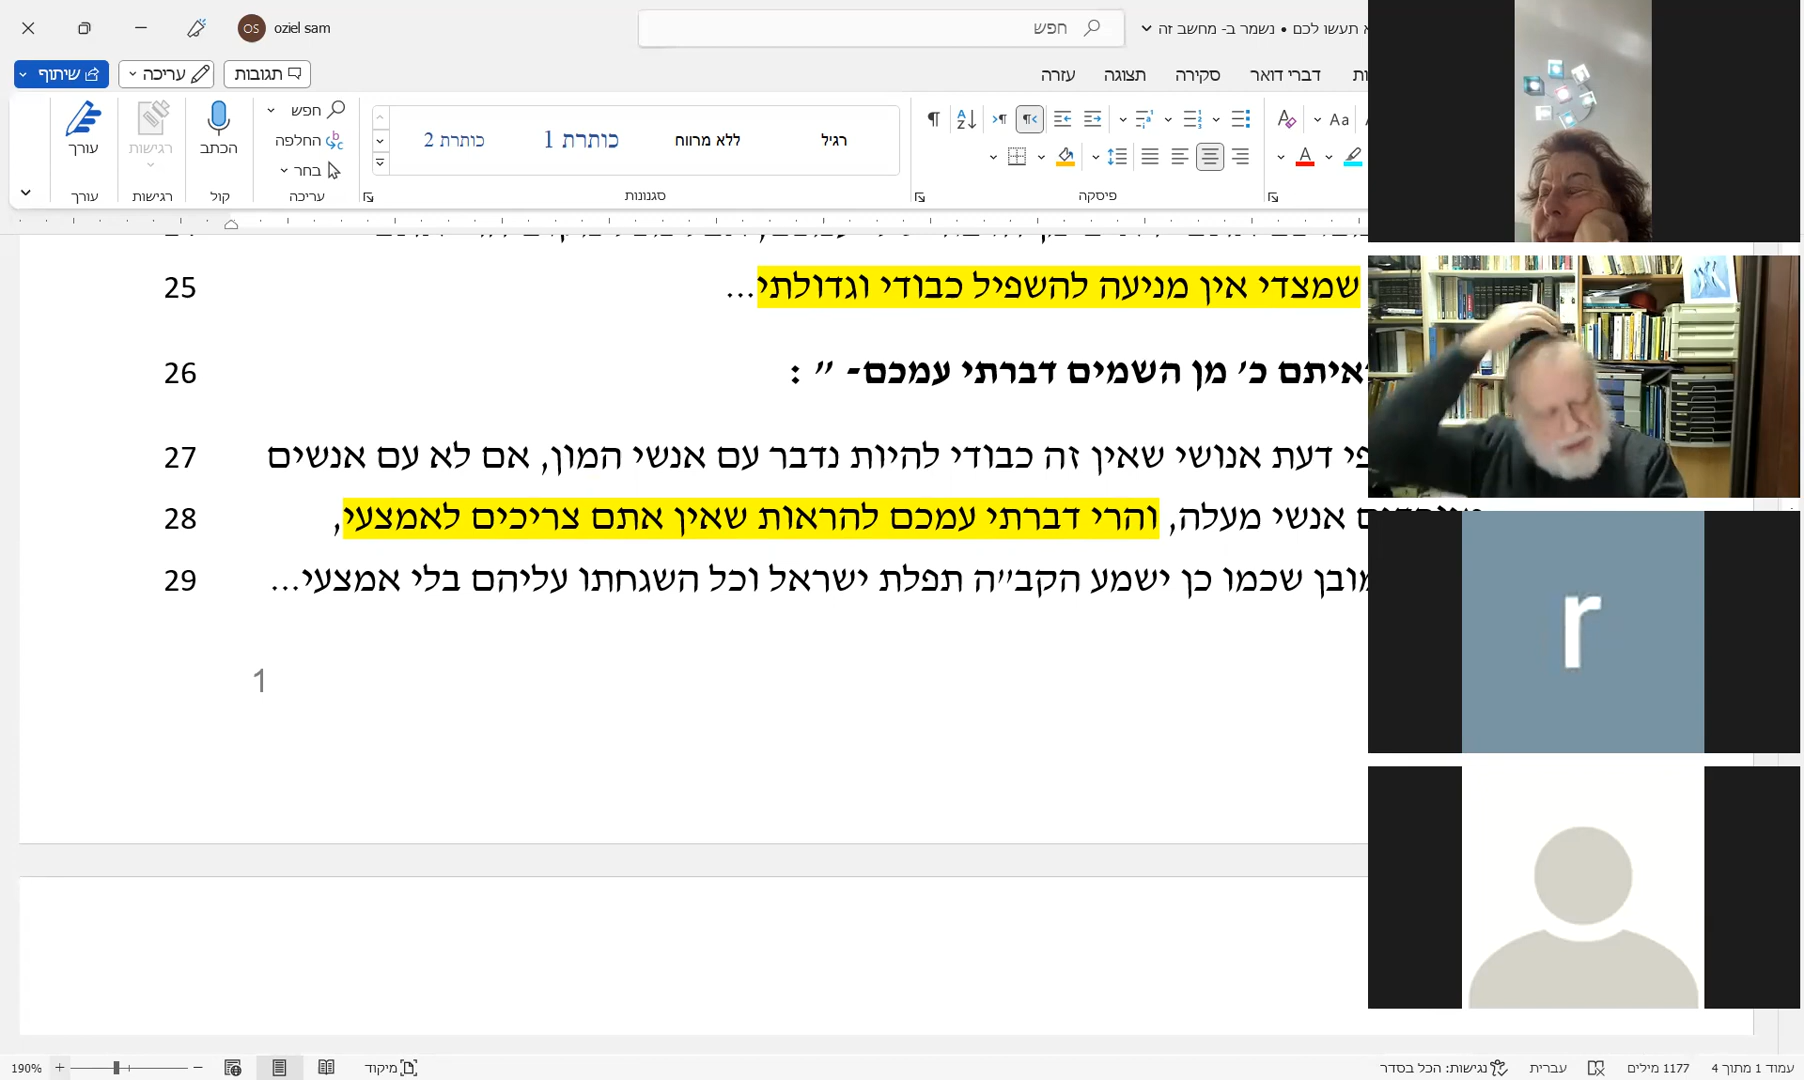 א תעשו לכם • נשמר ב- מחשב זה
חפש
oziel sam
OS
דברי דואר
סקירה
תצוגה
עזרה
תגובות
עריכה
שיתוף
Aa
A
רגיל
ללא מרווח
כותרת 1
כותרת 2
חפש
החלפה
בחר
הכתב
רגישות
עורך
פיסקה
סגנונות
עריכה
קול
רגישות
עורך
שמצדי אין מניעה להשפיל כבודי וגדולתי...
25
ראיתם כ' מן השמים דברתי עמכם- " :
26
פי דעת אנושי שאין זה כבודי להיות נדבר עם אנשי המון, אם לא עם אנשים
27
אנשי מעלה, והרי דברתי עמכם להראות שאין אתם צריכים לאמצעי,
28
מובן שכמו כן ישמע הקב"ה תפלת ישראל וכל השגחתו עליהם בלי אמצעי...
29
1
r
עמוד 1 מתוך 4
1177 מילים
עברית
נגישות: הכל בסדר
מיקוד
190%